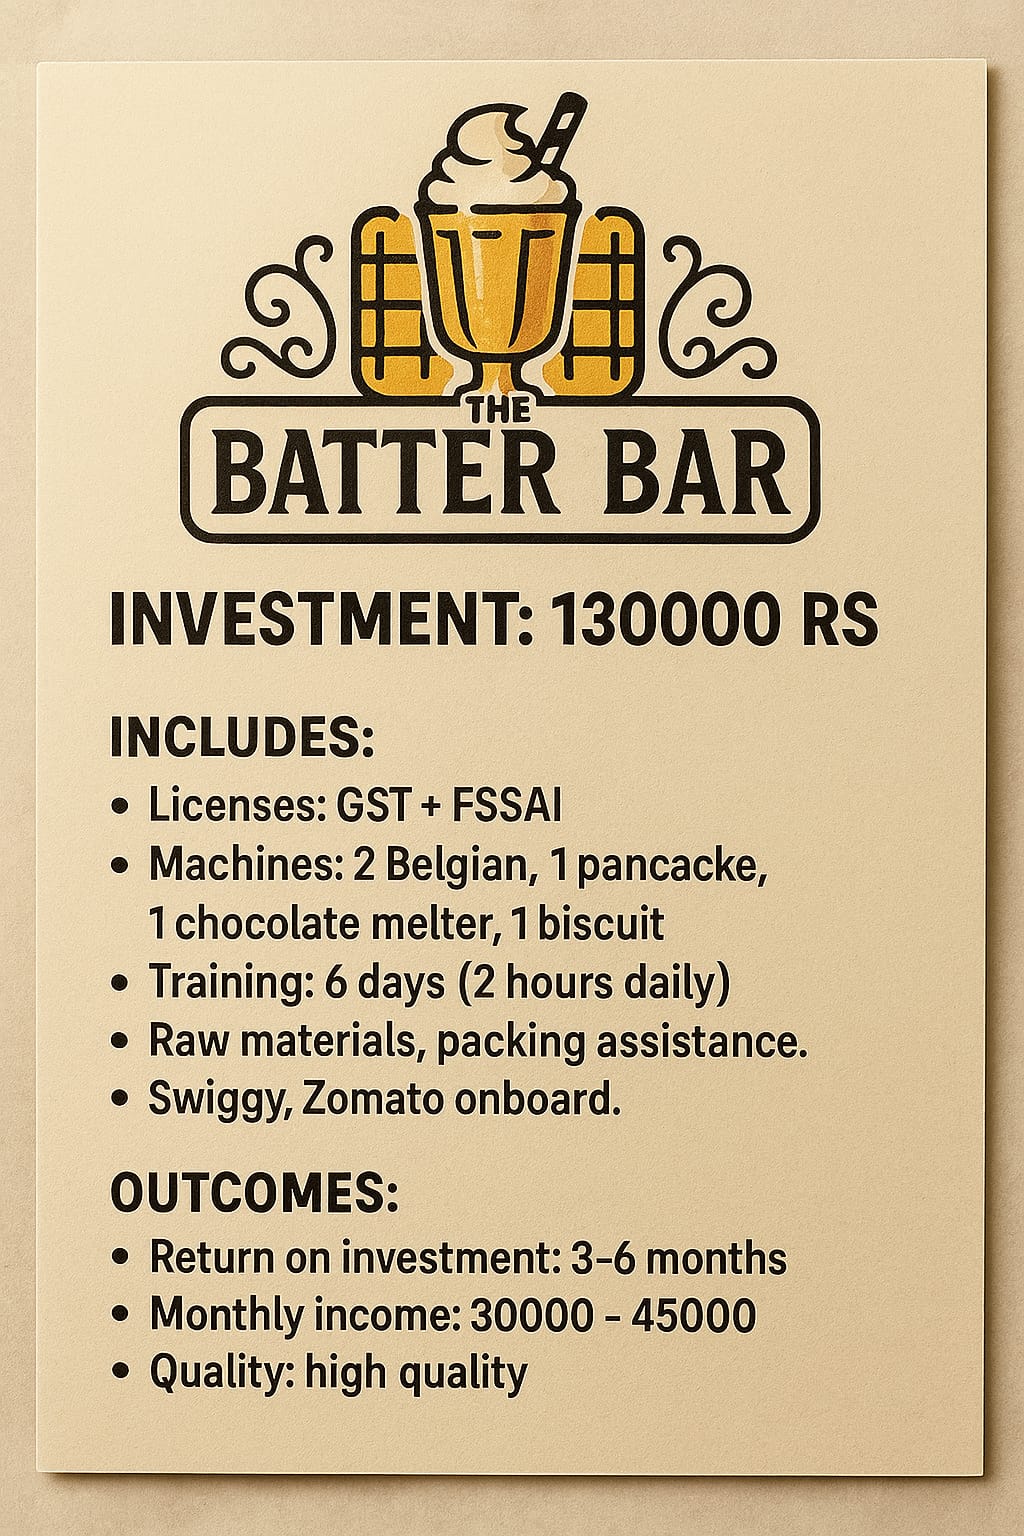 THE
BATTER BAR
INVESTMENT: 130000 RS
INCLUDES:
• Licenses: GST + FSSAI
• Machines: 2 Belgian, 1 pancacke,
1 chocolate melter, 1 biscuit
• Training: 6 days (2 hours daily)
• Raw materials, packing assistance.
• Swiggy, Zomato onboard.
OUTCOMES:
• Return on investment: 3–6 months
• Monthly income: 30000 – 45000
• Quality: high quality